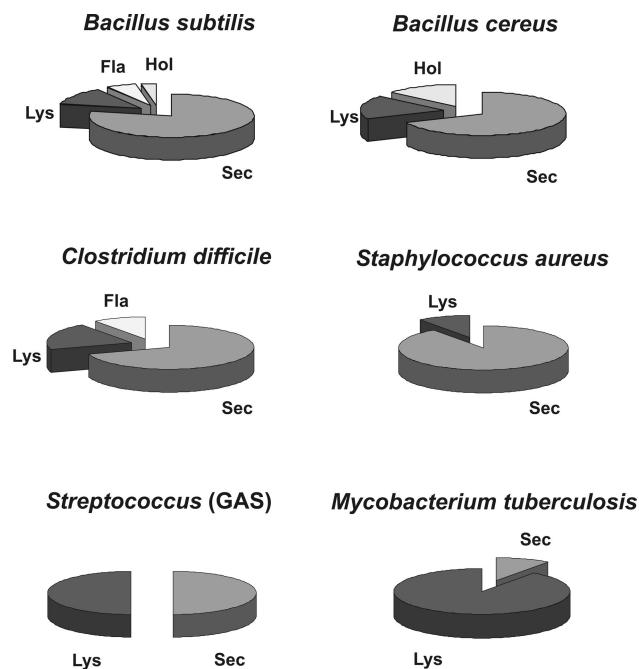 Bacillus subtilis
Fla
Hol
Lys
Sec
Bacillus cereus
Hol
Lys
Sec
Clostridium difficile
Fla
Lys
Sec
Staphylococcus aureus
Lys
Sec
Streptococcus (GAS)
Lys
Sec
Mycobacterium tuberculosis
Sec
Lys